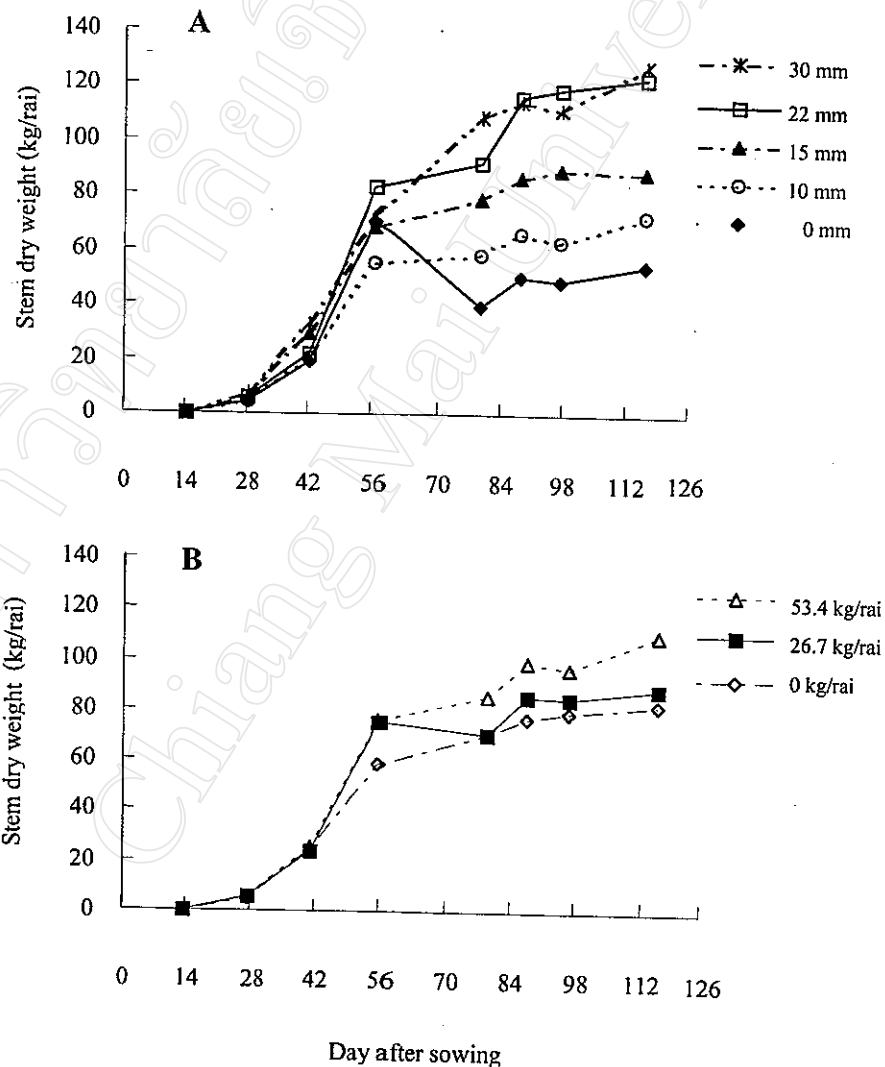 A
140
120
100
80
60
40
20
0
Stem dry weight (kg/rai)
0 14 28 42 56 70 84 98 112 126
30 mm
22 mm
15 mm
10 mm
0 mm
B
140
120
100
80
60
40
20
0
Stem dry weight (kg/rai)
0 14 28 42 56 70 84 98 112 126
53.4 kg/rai
26.7 kg/rai
0 kg/rai
Day after sowing
Chiang Mai Unive